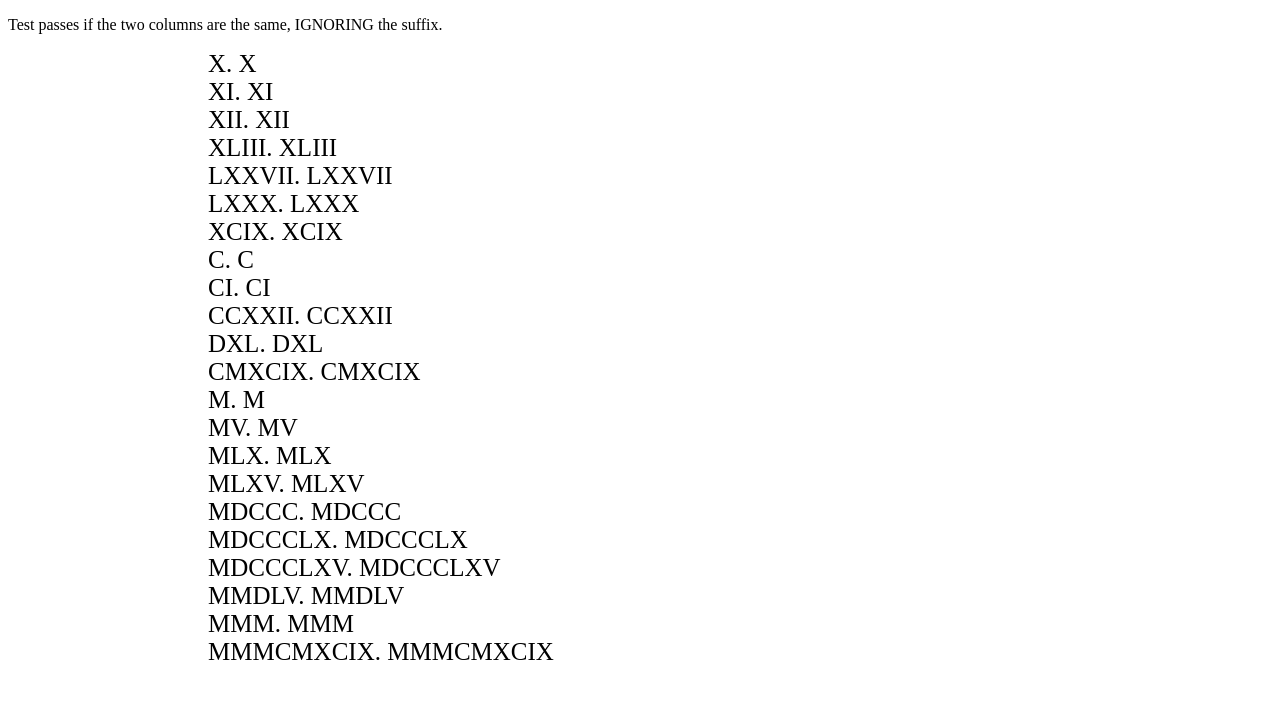 Test passes if the two columns are the same, IGNORING the suffix.
X. X
XI. XI
XII. XII
XLIII. XLIII
LXXVII. LXXVII
LXXX. LXXX
XCIX. XCIX
C. C
CI. CI
CCXXII. CCXXII
DXL. DXL
CMXCIX. CMXCIX
M. M
MV. MV
MLX. MLX
MLXV. MLXV
MDCCC. MDCCC
MDCCCLX. MDCCCLX
MDCCCLXV. MDCCCLXV
MMDLV. MMDLV
MMM. MMM
MMMCMXCIX. MMMCMXCIX